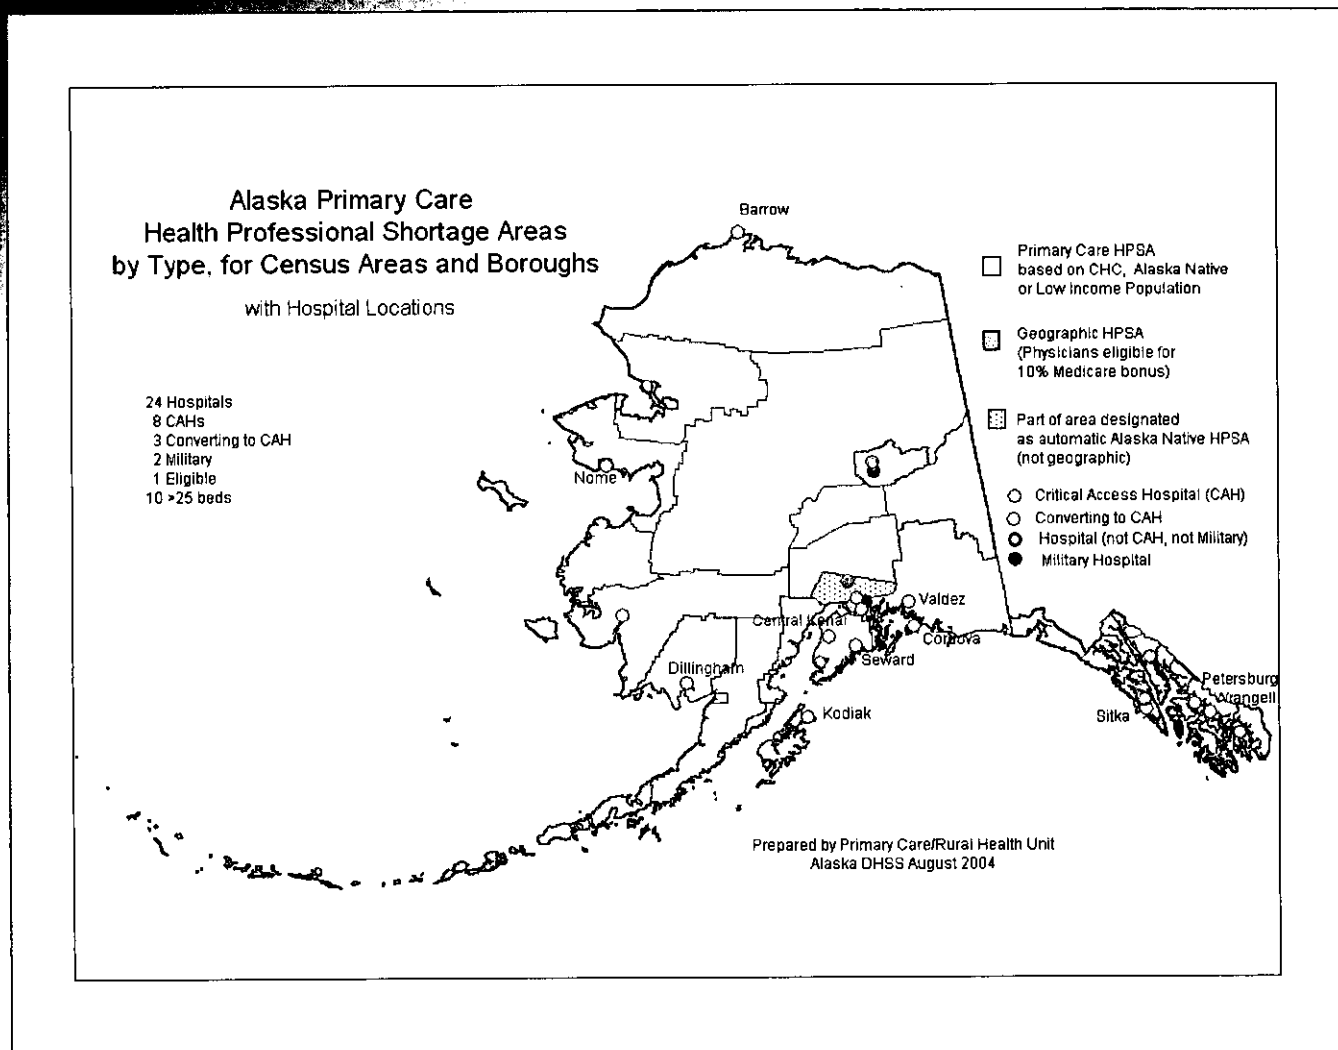 Alaska Primary Care
Health Professional Shortage Areas
by Type, for Census Areas and Boroughs
with Hospital Locations
24 Hospitals
8 CAHs
3 Converting to CAH
2 Military
1 Eligible
10 >25 beds
Barrow
Primary Care HPSA
based on CHC, Alaska Native
or Low Income Population
Geographic HPSA
(Physicians eligible for
10% Medicare bonus)
Part of area designated
as automatic Alaska Native HPSA
(not geographic)
Critical Access Hospital (CAH)
Converting to CAH
Hospital (not CAH, not Military)
Military Hospital
Nome
Valdez
Central Kenai
Cordova
Seward
Dillingham
Kodiak
Petersburg
Wrangell
Sitka
Prepared by Primary Care/Rural Health Unit
Alaska DHSS August 2004